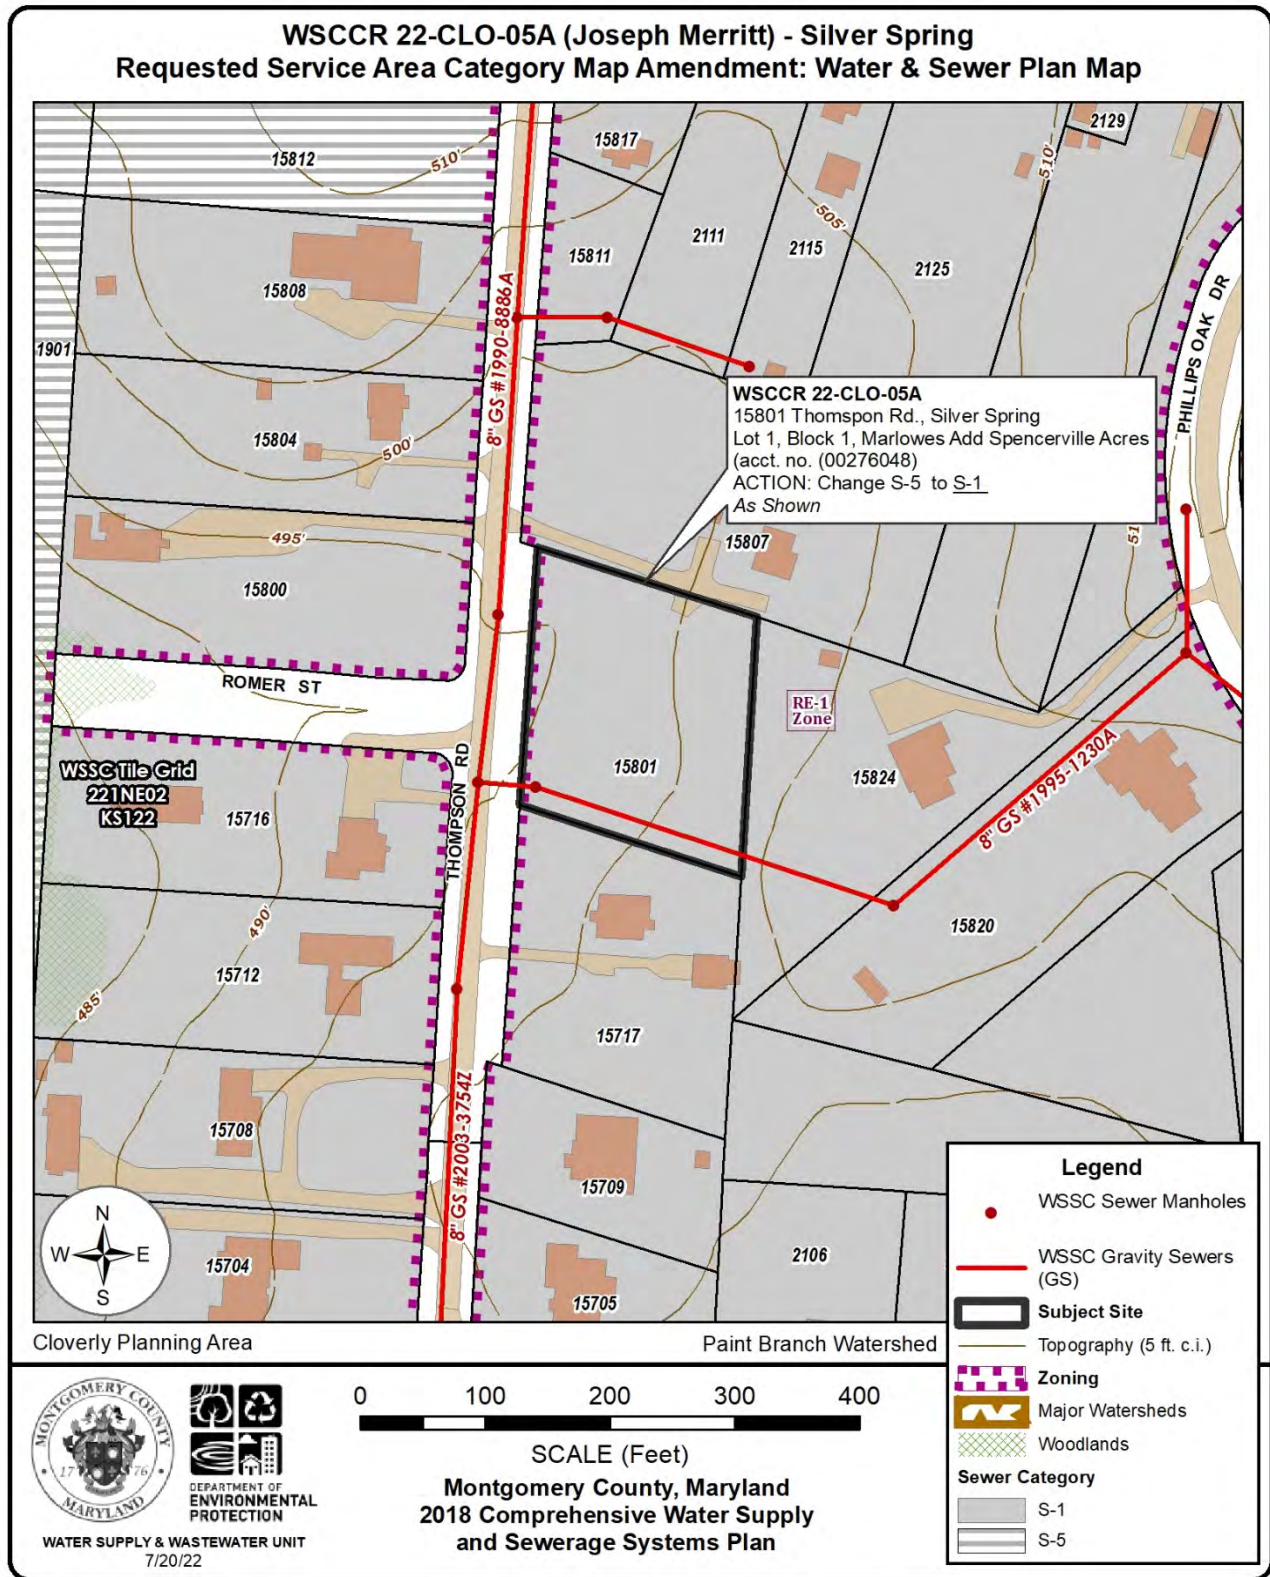 WSCCR 22-CLO-05A (Joseph Merritt) - Silver Spring
Requested Service Area Category Map Amendment: Water & Sewer Plan Map
15812
510'
15817
2129
510'
505'
15811
2111
2115
2125
15808
8" GS #1990-8886A
1901
PHILLIPS OAK DR
WSCCR 22-CLO-05A
15801 Thomspon Rd., Silver Spring
Lot 1, Block 1, Marlowes Add Spencerville Acres
(acct. no. (00276048)
ACTION: Change S-5 to S-1
As Shown
15804
500'
495'
15807
51
15800
ROMER ST
RE-1
Zone
THOMPSON RD
15801
15824
8" GS #1995-1230A
WSSC Tile Grid
221NE02
KS122
15716
490'
15820
15712
485'
15717
8" GS #2003-3754Z
15708
15709
2106
15704
15705
N
W E
S
Legend
WSSC Sewer Manholes
WSSC Gravity Sewers
(GS)
Subject Site
Topography (5 ft. c.i.)
Zoning
Major Watersheds
Woodlands
Sewer Category
S-1
S-5
Cloverly Planning Area
Paint Branch Watershed
MONTGOMERY COUNTY
17 76
MARYLAND
DEPARTMENT OF
ENVIRONMENTAL
PROTECTION
WATER SUPPLY & WASTEWATER UNIT
7/20/22
0 100 200 300 400
SCALE (Feet)
Montgomery County, Maryland
2018 Comprehensive Water Supply
and Sewerage Systems Plan